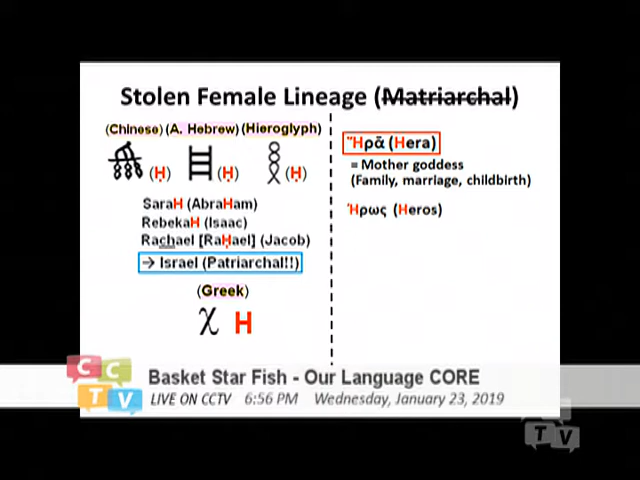 Stolen Female Lineage (Matriarchal)
(Chinese) (A. Hebrew) (Hieroglyph)
(Ḥ) (Ḥ) (Ḥ)
SaraH (AbraHam)
RebekaH (Isaac)
Rachael [RaḤael] (Jacob)
→ Israel (Patriarchal!!)
(Greek)
χ H
Ἥρᾱ (Hera)
= Mother goddess
(Family, marriage, childbirth)
Ἥρως (Heros)
CCTV
Basket Star Fish - Our Language CORE
LIVE ON CCTV 6:56 PM Wednesday, January 23, 2019
TV